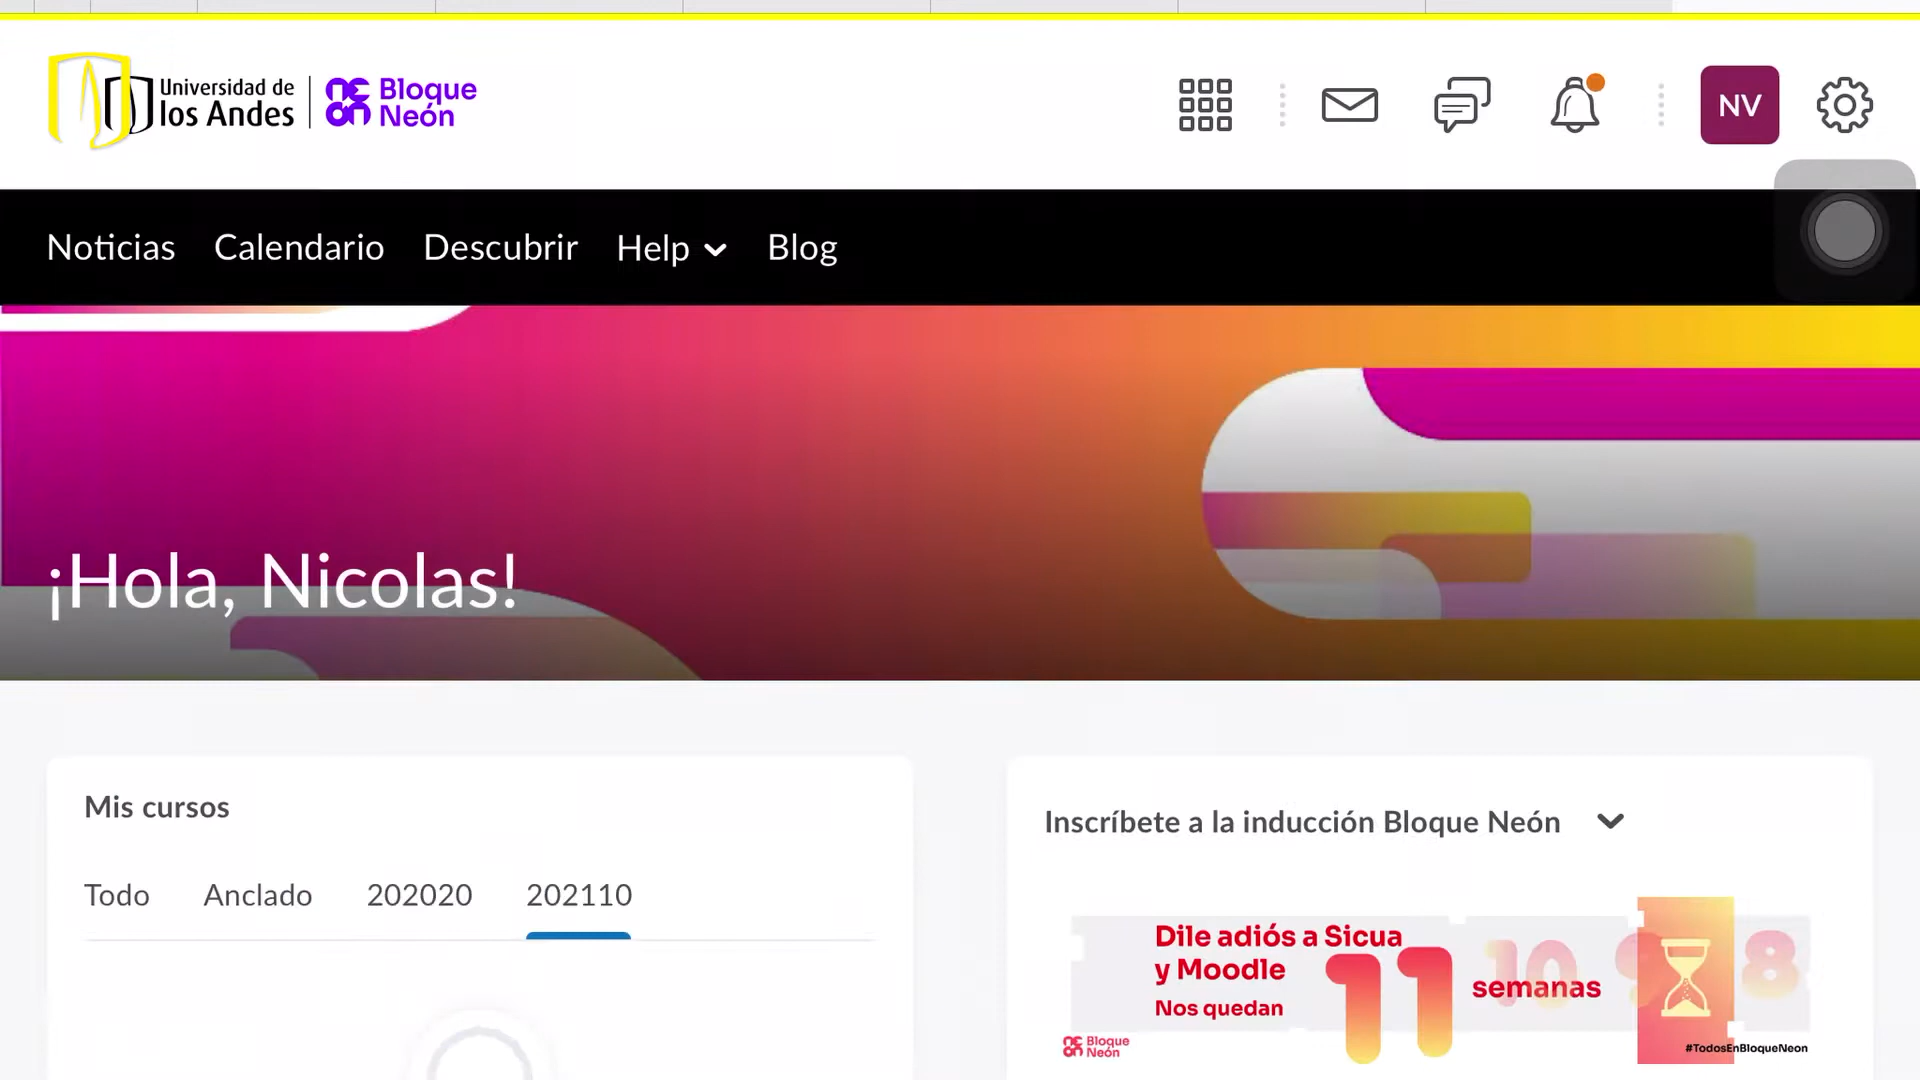 Universidad de
los Andes
Bloque
Neón
NV
Noticias Calendario Descubrir Help Blog
¡Hola, Nicolas!
Mis cursos
Todo Anclado 202020 202110
Inscríbete a la inducción Bloque Neón
Dile adiós a Sicua
y Moodle
Nos quedan
11
semanas
10 9 8
Bloque
Neón
#TodosEnBloqueNeon